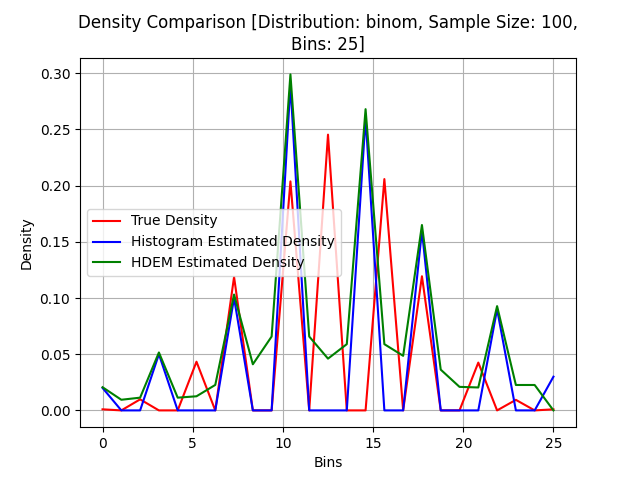 Density Comparison [Distribution: binom, Sample Size: 100,
Bins: 25]
0.30
0.25
0.20
0.15
0.10
0.05
0.00
Density
True Density
Histogram Estimated Density
HDEM Estimated Density
0 5 10 15 20 25
Bins